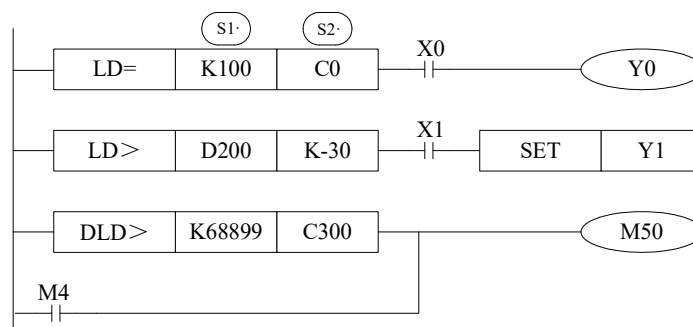 S1· S2·
LD= K100 C0 X0 Y0
LD＞ D200 K-30 X1 SET Y1
DLD> K68899 C300 M50
M4